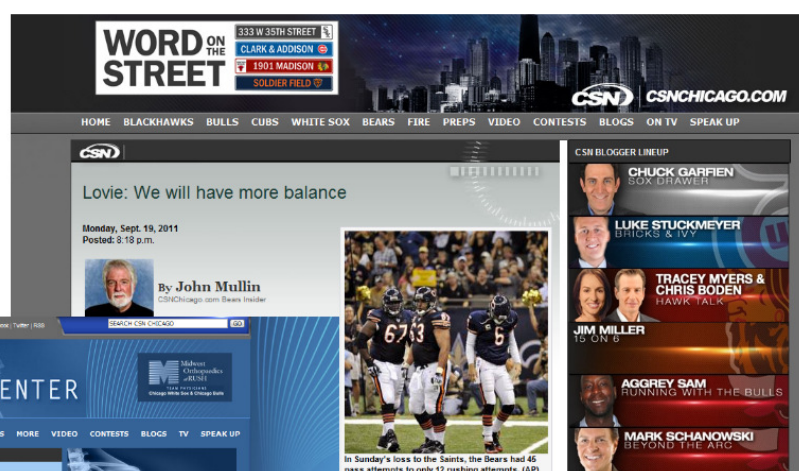 WORD ON THE STREET
333 W 35TH STREET
CLARK & ADDISON
1901 MADISON
SOLDIER FIELD
CSN CSNCHICAGO.COM
HOME BLACKHAWKS BULLS CUBS WHITE SOX BEARS FIRE PREPS VIDEO CONTESTS BLOGS ON TV SPEAK UP
CSN
Lovie: We will have more balance
Monday, Sept. 19, 2011
Posted: 8:18 p.m.
By John Mullin
CSNChicago.com Bears Insider
67 63 6
In Sunday's loss to the Saints, the Bears had 45
pass attempts to only 12 rushing attempts. (AP)
CSN BLOGGER LINEUP
CHUCK GARFIEN
SOX DRAWER
LUKE STUCKMEYER
BRICKS & IVY
TRACEY MYERS &
CHRIS BODEN
HAWK TALK
JIM MILLER
15 ON 6
AGGREY SAM
RUNNING WITH THE BULLS
MARK SCHANOWSKI
BEYOND THE ARC
| Twitter | RSS
SEARCH CSN CHICAGO GO
ENTER
Midwest
Orthopaedics
at RUSH
TEAM PHYSICIANS
Chicago White Sox & Chicago Bulls
MORE VIDEO CONTESTS BLOGS TV SPEAK UP